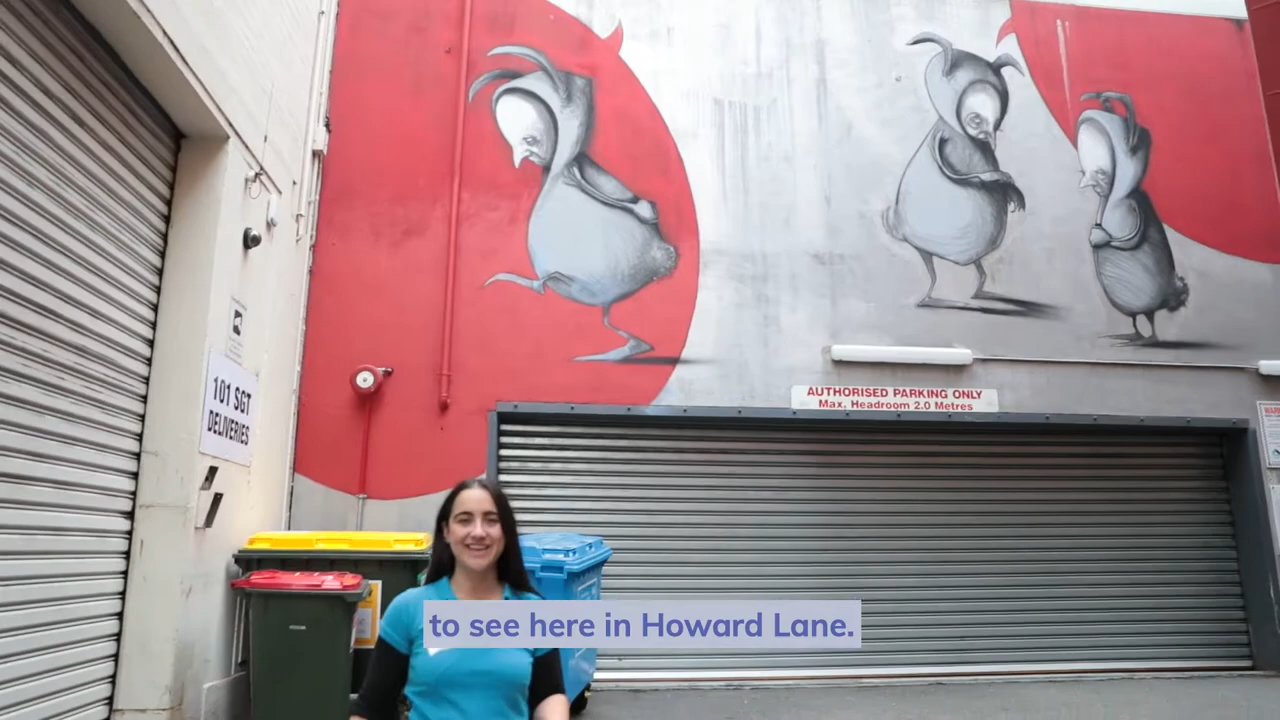 101 SGT
DELIVERIES
AUTHORISED PARKING ONLY
Max. Headroom 2.0 Metres
to see here in Howard Lane.